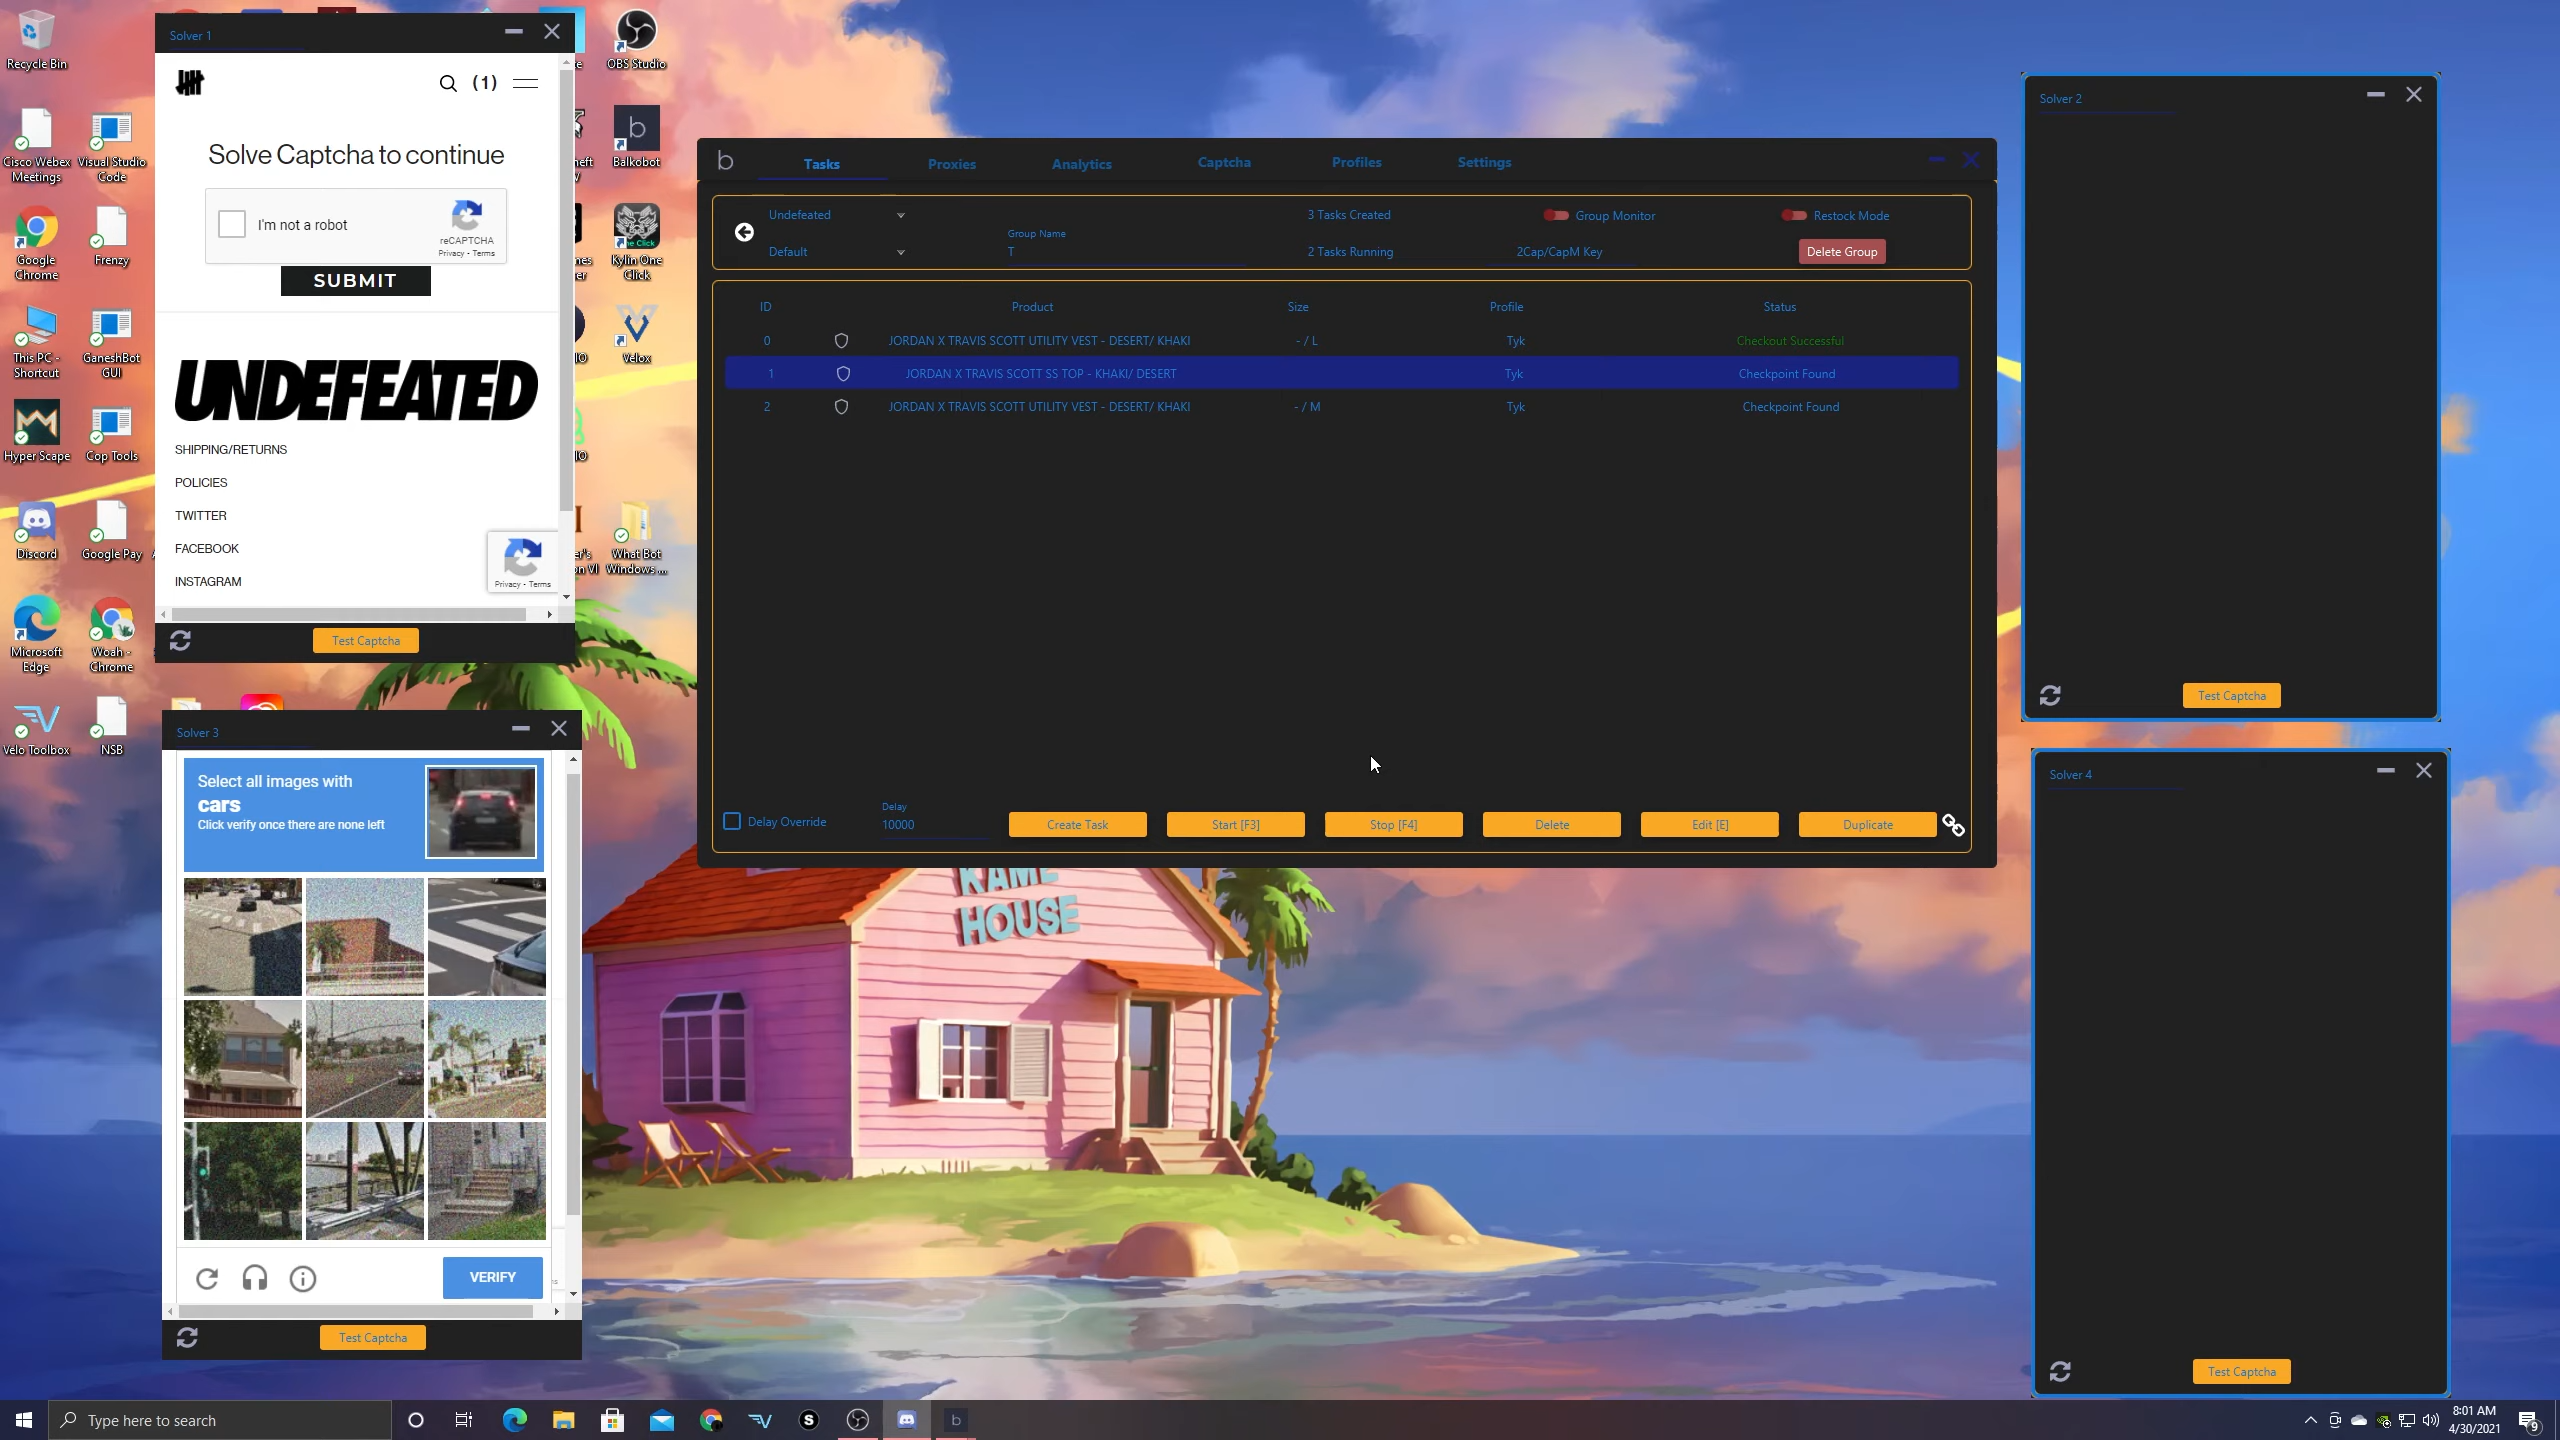 Recycle Bin
OBS Studio
Cisco Webex
Meetings
Visual Studio
Code
Balkobot
Google
Chrome
Frenzy
Kylin One
Click
This PC -
Shortcut
GaneshBot
GUI
Velox
Hyper Scape
Cop Tools
Discord
Google Pay
What Bot
Windows ...
Microsoft
Edge
Woah -
Chrome
Velo Toolbox
NSB
Solver 1
(1)
Solve Captcha to continue
I'm not a robot
reCAPTCHA
Privacy - Terms
SUBMIT
UNDEFEATED
SHIPPING/RETURNS
POLICIES
TWITTER
FACEBOOK
INSTAGRAM
Privacy - Terms
Test Captcha
Solver 3
Select all images with
cars
Click verify once there are none left
VERIFY
Test Captcha
b
Tasks
Proxies
Analytics
Captcha
Profiles
Settings
Undefeated
3 Tasks Created
Group Monitor
Restock Mode
Group Name
Default
T
2 Tasks Running
2Cap/CapM Key
Delete Group
ID
Product
Size
Profile
Status
0
JORDAN X TRAVIS SCOTT UTILITY VEST - DESERT/ KHAKI
- / L
Tyk
Checkout Successful
1
JORDAN X TRAVIS SCOTT SS TOP - KHAKI/ DESERT
Tyk
Checkpoint Found
2
JORDAN X TRAVIS SCOTT UTILITY VEST - DESERT/ KHAKI
- / M
Tyk
Checkpoint Found
Delay Override
Delay
10000
Create Task
Start [F3]
Stop [F4]
Delete
Edit [E]
Duplicate
KAME
HOUSE
Solver 2
Test Captcha
Solver 4
Test Captcha
Type here to search
8:01 AM
4/30/2021
9